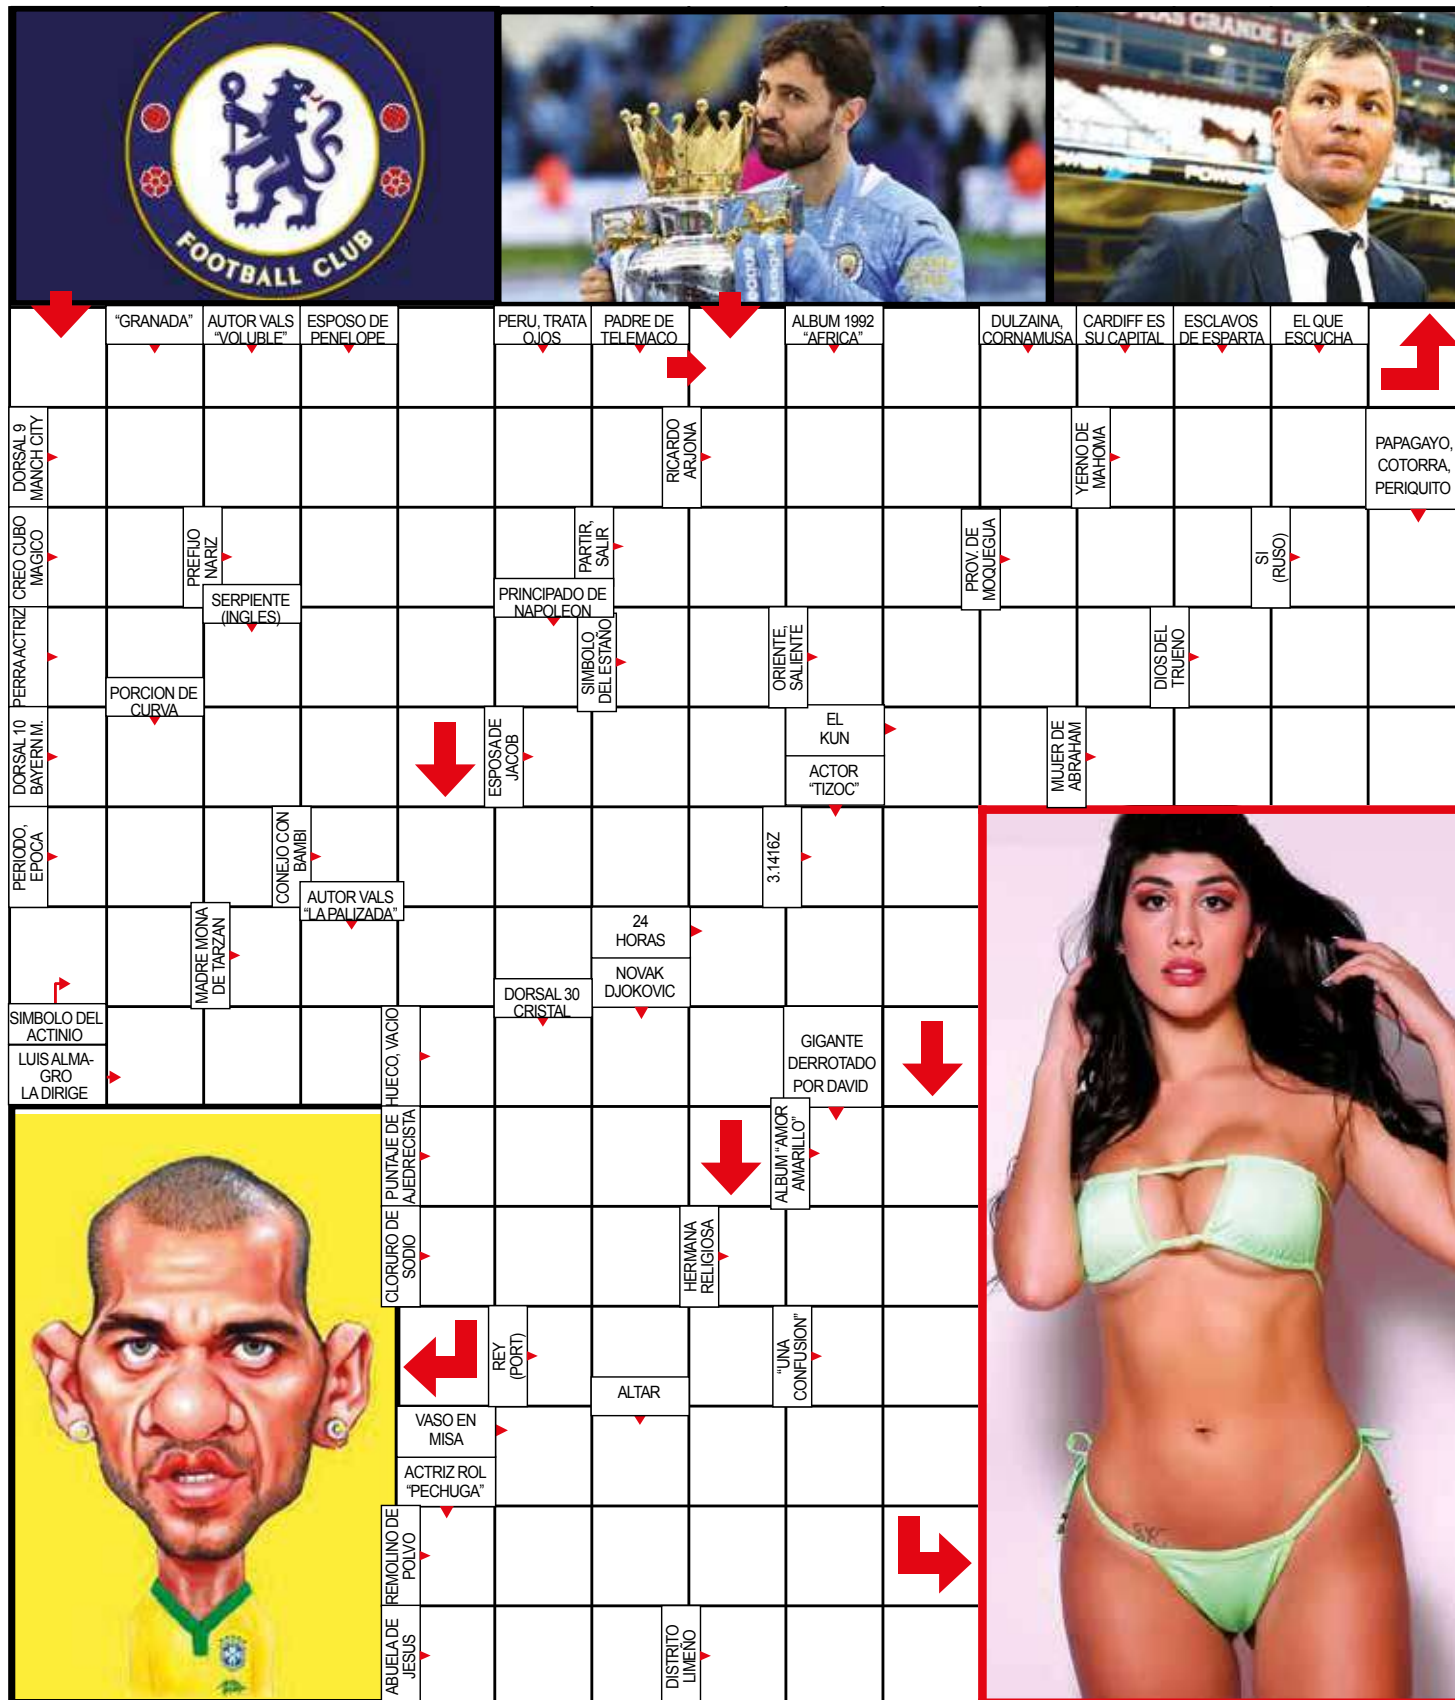 FOOTBALL CLUB
MAS GRANDE DE
POWER
"GRANADA"
AUTOR VALS
"VOLUBLE"
ESPOSO DE
PENELOPE
PERU, TRATA
OJOS
PADRE DE
TELEMACO
ALBUM 1992
"AFRICA"
DULZAINA,
CORNAMUSA
CARDIFF ES
SU CAPITAL
ESCLAVOS
DE ESPARTA
EL QUE
ESCUCHA
DORSAL 9
MANCH CITY
RICARDO
ARJONA
YERNO DE
MAHOMA
PAPAGAYO,
COTORRA,
PERIQUITO
CREO CUBO
MAGICO
PREFIJO
NARIZ
PARTIR,
SALIR
PROV. DE
MOQUEGUA
SI
(RUSO)
SERPIENTE
(INGLES)
PRINCIPADO DE
NAPOLEON
PERRA ACTRIZ
SIMBOLO
DEL ESTAÑO
ORIENTE,
SALIENTE
DIOS DEL
TRUENO
PORCION DE
CURVA
DORSAL 10
BAYERN M.
ESPOSA DE
JACOB
EL
KUN
ACTOR
"TIZOC"
MUJER DE
ABRAHAM
PERIODO,
EPOCA
CONEJO CON
BAMBI
3.1416Z
AUTOR VALS
"LA PALIZADA"
MADRE MONA
DE TARZAN
24
HORAS
NOVAK
DJOKOVIC
DORSAL 30
CRISTAL
SIMBOLO DEL
ACTINIO
LUIS ALMA-
GRO
LA DIRIGE
HUECO, VACIO
GIGANTE
DERROTADO
POR DAVID
PUNTAJE DE
AJEDRECISTA
ALBUM "AMOR
AMARILLO"
CLORURO DE
SODIO
HERMANA
RELIGIOSA
REY
(PORT)
"UNA
CONFUSION"
ALTAR
VASO EN
MISA
ACTRIZ ROL
"PECHUGA"
REMOLINO DE
POLVO
ABUELA DE
JESUS
DISTRITO
LIMEÑO